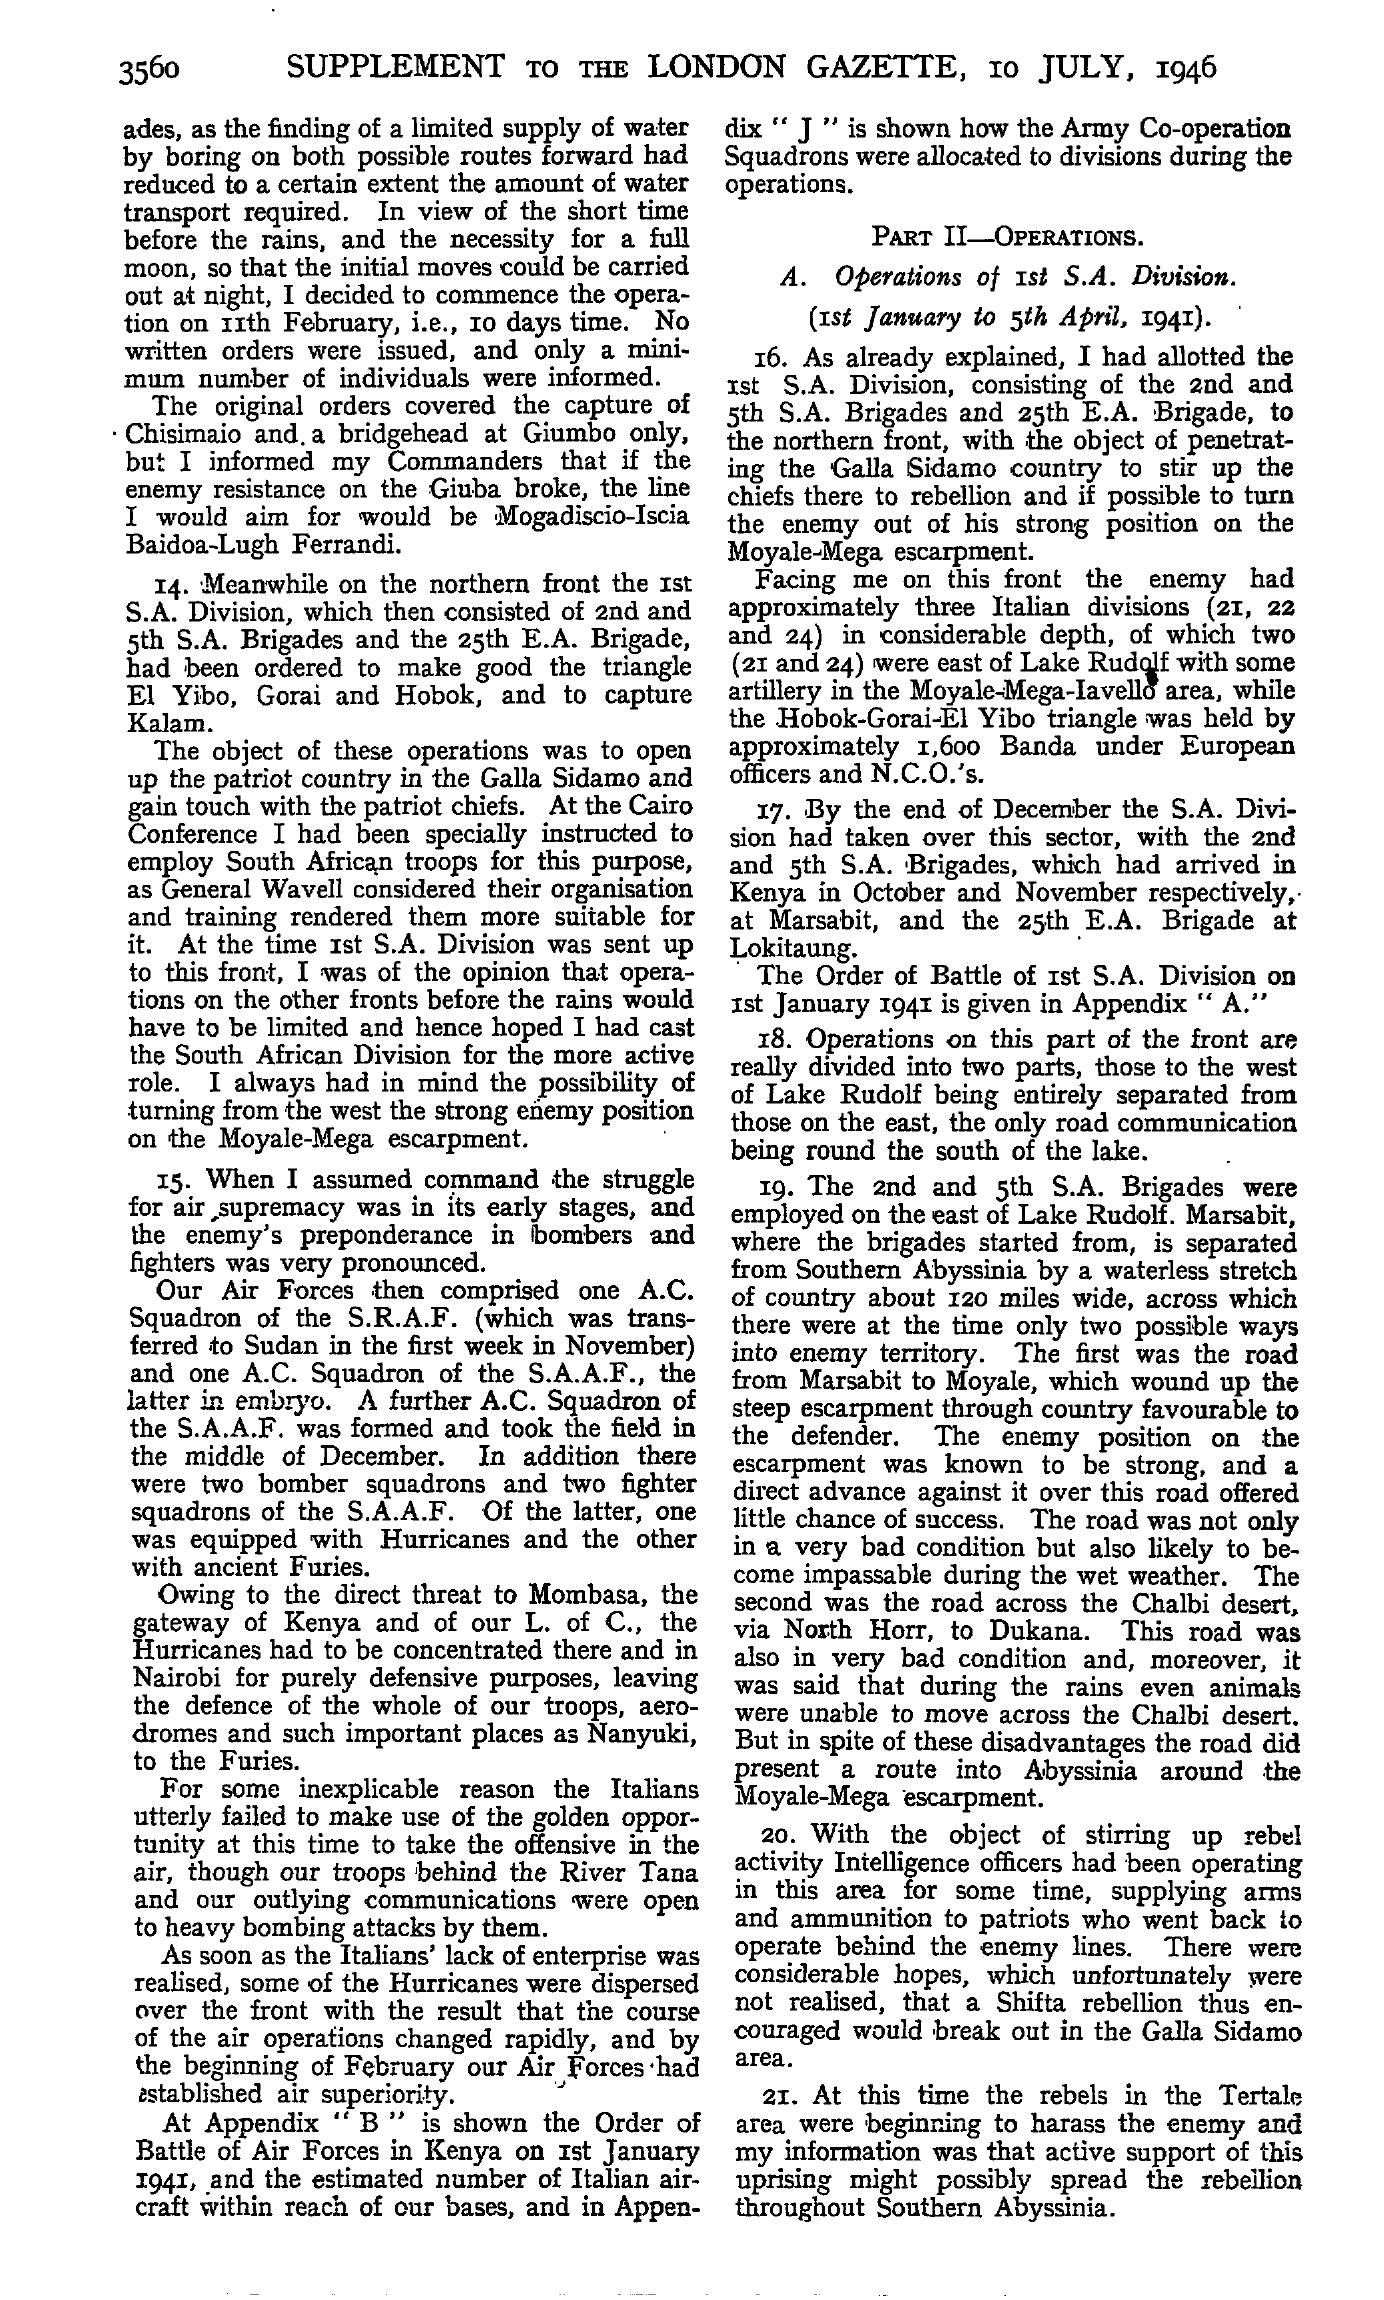 3560 SUPPLEMENT TO THE LONDON GAZETTE, 10 JULY, 1946
ades, as the finding of a limited supply of water
by boring on both possible routes forward had
reduced to a certain extent the amount of water
transport required. In view of the short time
before the rains, and the necessity for a full
moon, so that the initial moves could be carried
out at night, I decided to commence the opera-
tion on 11th February, i.e., 10 days time. No
written orders were issued, and only a mini-
mum number of individuals were informed.
The original orders covered the capture of
Chisimaio and a bridgehead at Giumbo only,
but I informed my Commanders that if the
enemy resistance on the Giuba broke, the line
I would aim for would be Mogadiscio-Iscia
Baidoa-Lugh Ferrandi.
14. Meanwhile on the northern front the 1st
S.A. Division, which then consisted of 2nd and
5th S.A. Brigades and the 25th E.A. Brigade,
had been ordered to make good the triangle
El Yibo, Gorai and Hobok, and to capture
Kalam.
The object of these operations was to open
up the patriot country in the Galla Sidamo and
gain touch with the patriot chiefs. At the Cairo
Conference I had been specially instructed to
employ South African troops for this purpose,
as General Wavell considered their organisation
and training rendered them more suitable for
it. At the time 1st S.A. Division was sent up
to this front, I was of the opinion that opera-
tions on the other fronts before the rains would
have to be limited and hence hoped I had cast
the South African Division for the more active
role. I always had in mind the possibility of
turning from the west the strong enemy position
on the Moyale-Mega escarpment.
15. When I assumed command the struggle
for air supremacy was in its early stages, and
the enemy's preponderance in bombers and
fighters was very pronounced.
Our Air Forces then comprised one A.C.
Squadron of the S.R.A.F. (which was trans-
ferred to Sudan in the first week in November)
and one A.C. Squadron of the S.A.A.F., the
latter in embryo. A further A.C. Squadron of
the S.A.A.F. was formed and took the field in
the middle of December. In addition there
were two bomber squadrons and two fighter
squadrons of the S.A.A.F. Of the latter, one
was equipped with Hurricanes and the other
with ancient Furies.
Owing to the direct threat to Mombasa, the
gateway of Kenya and of our L. of C., the
Hurricanes had to be concentrated there and in
Nairobi for purely defensive purposes, leaving
the defence of the whole of our troops, aero-
dromes and such important places as Nanyuki,
to the Furies.
For some inexplicable reason the Italians
utterly failed to make use of the golden oppor-
tunity at this time to take the offensive in the
air, though our troops behind the River Tana
and our outlying communications were open
to heavy bombing attacks by them.
As soon as the Italians' lack of enterprise was
realised, some of the Hurricanes were dispersed
over the front with the result that the course
of the air operations changed rapidly, and by
the beginning of February our Air Forces had
established air superiority.
At Appendix " B " is shown the Order of
Battle of Air Forces in Kenya on 1st January
1941, and the estimated number of Italian air-
craft within reach of our bases, and in Appen-
dix " J " is shown how the Army Co-operation
Squadrons were allocated to divisions during the
operations.
PART II—OPERATIONS.
A. Operations of 1st S.A. Division.
(1st January to 5th April, 1941).
16. As already explained, I had allotted the
1st S.A. Division, consisting of the 2nd and
5th S.A. Brigades and 25th E.A. Brigade, to
the northern front, with the object of penetrat-
ing the Galla Sidamo country to stir up the
chiefs there to rebellion and if possible to turn
the enemy out of his strong position on the
Moyale-Mega escarpment.
Facing me on this front the enemy had
approximately three Italian divisions (21, 22
and 24) in considerable depth, of which two
(21 and 24) were east of Lake Rudolf with some
artillery in the Moyale-Mega-Iavello area, while
the Hobok-Gorai-El Yibo triangle was held by
approximately 1,600 Banda under European
officers and N.C.O.'s.
17. By the end of December the S.A. Divi-
sion had taken over this sector, with the 2nd
and 5th S.A. Brigades, which had arrived in
Kenya in October and November respectively,
at Marsabit, and the 25th E.A. Brigade at
Lokitaung.
The Order of Battle of 1st S.A. Division on
1st January 1941 is given in Appendix " A."
18. Operations on this part of the front are
really divided into two parts, those to the west
of Lake Rudolf being entirely separated from
those on the east, the only road communication
being round the south of the lake.
19. The 2nd and 5th S.A. Brigades were
employed on the east of Lake Rudolf. Marsabit,
where the brigades started from, is separated
from Southern Abyssinia by a waterless stretch
of country about 120 miles wide, across which
there were at the time only two possible ways
into enemy territory. The first was the road
from Marsabit to Moyale, which wound up the
steep escarpment through country favourable to
the defender. The enemy position on the
escarpment was known to be strong, and a
direct advance against it over this road offered
little chance of success. The road was not only
in a very bad condition but also likely to be-
come impassable during the wet weather. The
second was the road across the Chalbi desert,
via North Horr, to Dukana. This road was
also in very bad condition and, moreover, it
was said that during the rains even animals
were unable to move across the Chalbi desert.
But in spite of these disadvantages the road did
present a route into Abyssinia around the
Moyale-Mega escarpment.
20. With the object of stirring up rebel
activity Intelligence officers had been operating
in this area for some time, supplying arms
and ammunition to patriots who went back to
operate behind the enemy lines. There were
considerable hopes, which unfortunately were
not realised, that a Shifta rebellion thus en-
couraged would break out in the Galla Sidamo
area.
21. At this time the rebels in the Tertale
area were beginning to harass the enemy and
my information was that active support of this
uprising might possibly spread the rebellion
throughout Southern Abyssinia.